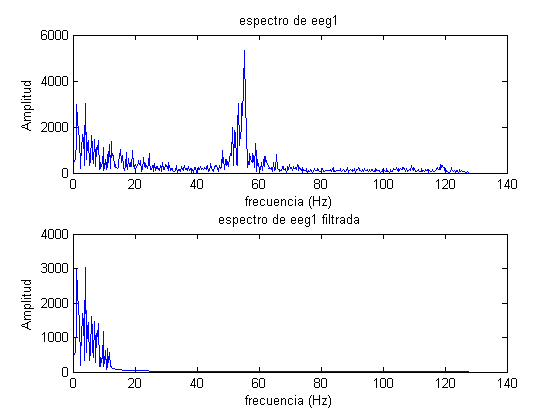 espectro de eeg1
6000
4000
2000
0
Amplitud
0 20 40 60 80 100 120 140
frecuencia (Hz)
espectro de eeg1 filtrada
4000
3000
2000
1000
0
Amplitud
0 20 40 60 80 100 120 140
frecuencia (Hz)